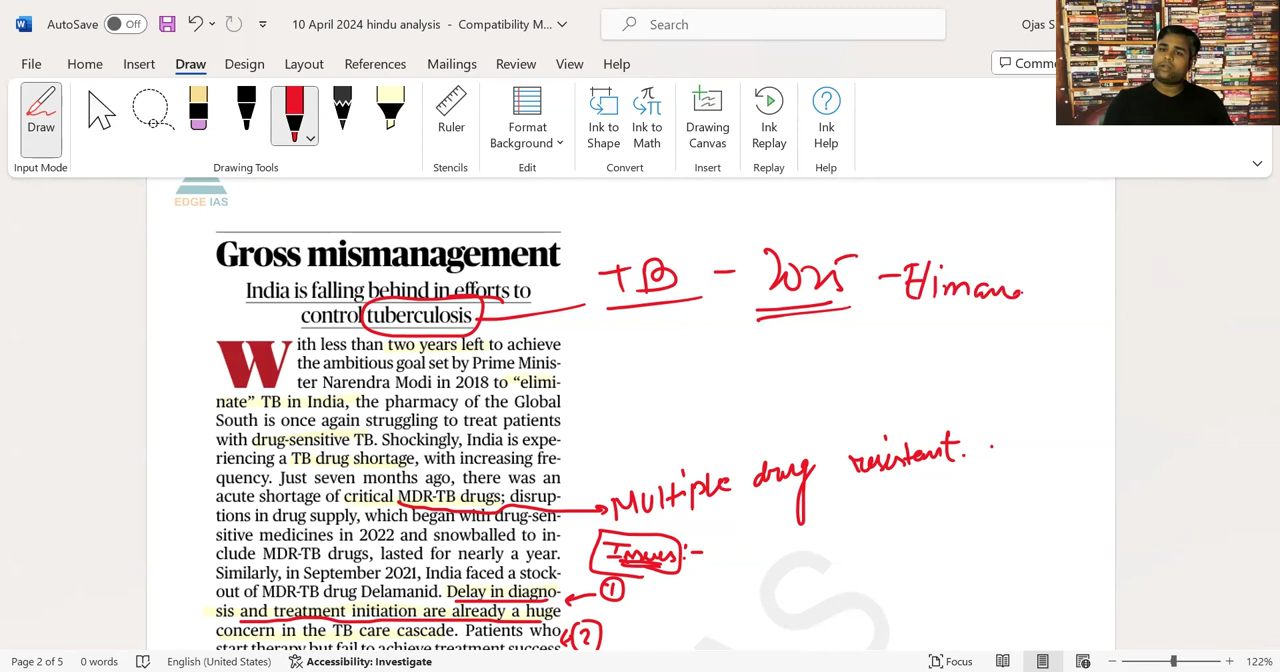 AutoSave Off 10 April 2024 hindu analysis - Compatibility M... Search Ojas S
File Home Insert Draw Design Layout References Mailings Review View Help Comm
Draw Ruler Format Background Ink to Shape Ink to Math Drawing Canvas Ink Replay Ink Help
Input Mode Drawing Tools Stencils Edit Convert Insert Replay Help
EDGE IAS
Gross mismanagement
India is falling behind in efforts to
control tuberculosis
TB - 2025 -
With less than two years left to achieve
the ambitious goal set by Prime Minis-
ter Narendra Modi in 2018 to “elimi-
nate” TB in India, the pharmacy of the Global
South is once again struggling to treat patients
with drug-sensitive TB. Shockingly, India is expe-
riencing a TB drug shortage, with increasing fre-
quency. Just seven months ago, there was an
acute shortage of critical MDR-TB drugs; disrup-
tions in drug supply, which began with drug-sen-
sitive medicines in 2022 and snowballed to in-
clude MDR-TB drugs, lasted for nearly a year.
Similarly, in September 2021, India faced a stock-
out of MDR-TB drug Delamanid. Delay in diagno-
sis and treatment initiation are already a huge
concern in the TB care cascade. Patients who
start therapy but fail to achieve treatment success
Multiple drug resistant.
Issues:-
1
2
Page 2 of 5 0 words English (United States) Accessibility: Investigate Focus 122%